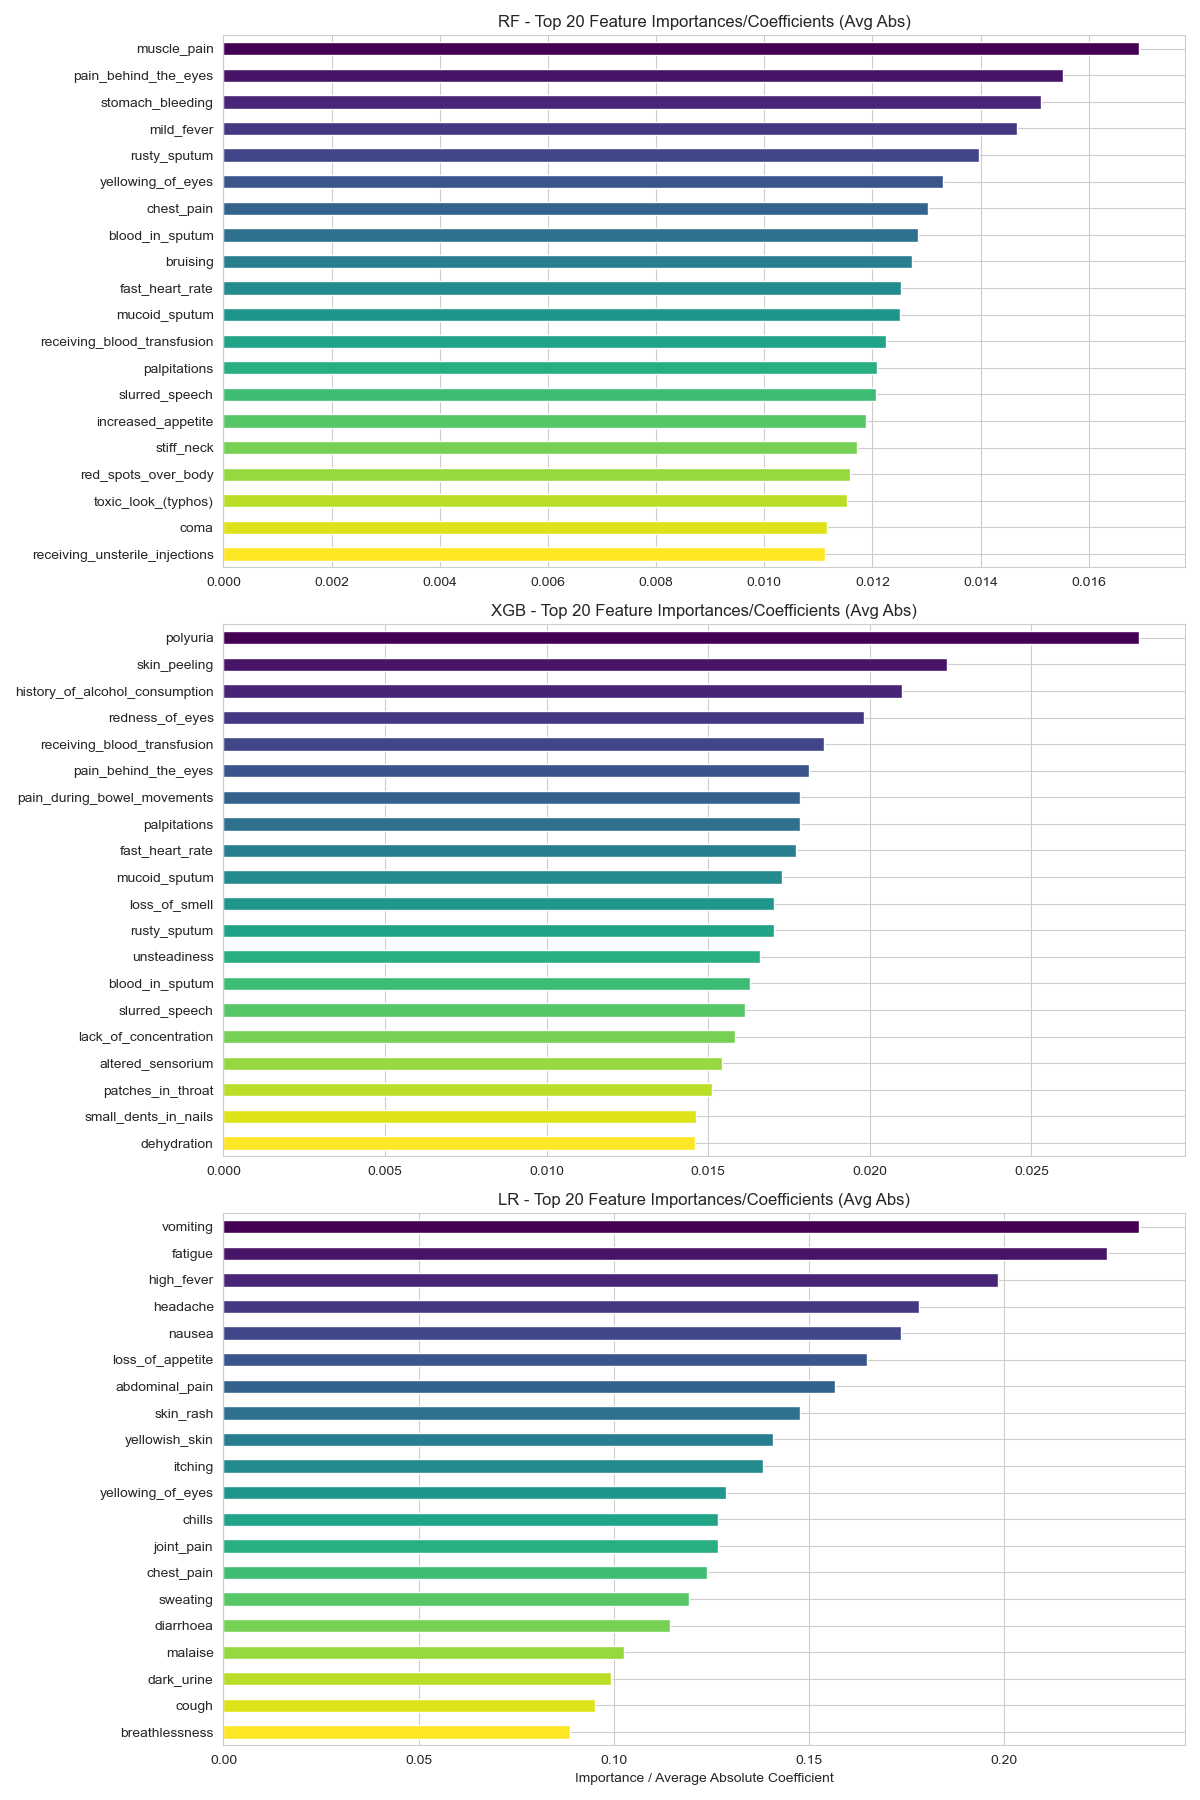 RF - Top 20 Feature Importances/Coefficients (Avg Abs)
muscle_pain
pain_behind_the_eyes
stomach_bleeding
mild_fever
rusty_sputum
yellowing_of_eyes
chest_pain
blood_in_sputum
bruising
fast_heart_rate
mucoid_sputum
receiving_blood_transfusion
palpitations
slurred_speech
increased_appetite
stiff_neck
red_spots_over_body
toxic_look_(typhos)
coma
receiving_unsterile_injections
0.000 0.002 0.004 0.006 0.008 0.010 0.012 0.014 0.016
XGB - Top 20 Feature Importances/Coefficients (Avg Abs)
polyuria
skin_peeling
history_of_alcohol_consumption
redness_of_eyes
receiving_blood_transfusion
pain_behind_the_eyes
pain_during_bowel_movements
palpitations
fast_heart_rate
mucoid_sputum
loss_of_smell
rusty_sputum
unsteadiness
blood_in_sputum
slurred_speech
lack_of_concentration
altered_sensorium
patches_in_throat
small_dents_in_nails
dehydration
0.000 0.005 0.010 0.015 0.020 0.025
LR - Top 20 Feature Importances/Coefficients (Avg Abs)
vomiting
fatigue
high_fever
headache
nausea
loss_of_appetite
abdominal_pain
skin_rash
yellowish_skin
itching
yellowing_of_eyes
chills
joint_pain
chest_pain
sweating
diarrhoea
malaise
dark_urine
cough
breathlessness
0.00 0.05 0.10 0.15 0.20
Importance / Average Absolute Coefficient